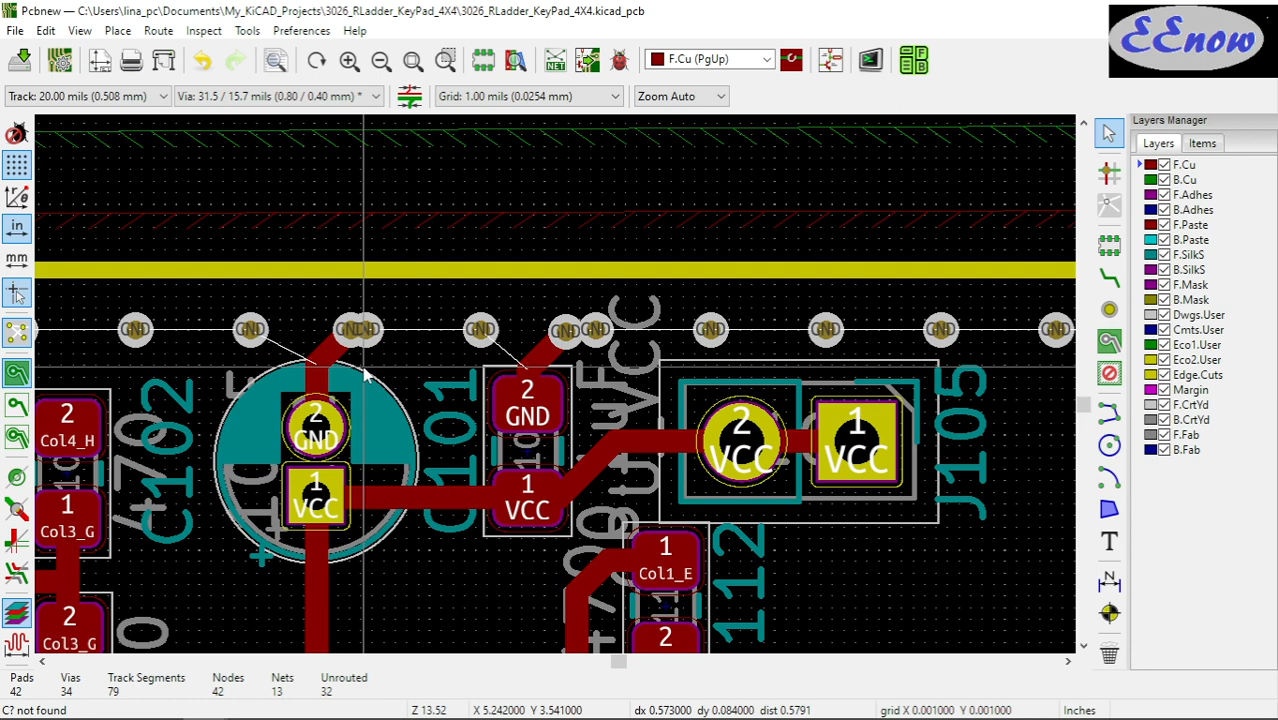 Pcbnew — C:\Users\lina_pc\Documents\My_KiCAD_Projects\3026_RLadder_KeyPad_4X4\3026_RLadder_KeyPad_4X4.kicad_pcb
EEnow
File Edit View Place Route Inspect Tools Preferences Help
NET F.Cu (PgUp)
Track: 20.00 mils (0.508 mm) Via: 31.5 / 15.7 mils (0.80 / 0.40 mm) * Grid: 1.00 mils (0.0254 mm) Zoom Auto
in
mm
GND GND GND GND GND GND GND GND GND GND GND
2
Col4_H
1
Col3_G
2
Col3_G
470
0
C102
2
GND
1
VCC
C101
2
GND
1
VCC
VCC
2
VCC
1
VCC
J105
1
Col1_E
2
112
Layers Manager
Layers Items
F.Cu
B.Cu
F.Adhes
B.Adhes
F.Paste
B.Paste
F.SilkS
B.SilkS
F.Mask
B.Mask
Dwgs.User
Cmts.User
Eco1.User
Eco2.User
Edge.Cuts
Margin
F.CrtYd
B.CrtYd
F.Fab
B.Fab
Pads Vias Track Segments Nodes Nets Unrouted
42 34 79 42 13 32
C? not found Z 13.52 X 5.242000 Y 3.541000 dx 0.573000 dy 0.084000 dist 0.5791 grid X 0.001000 Y 0.001000 Inches